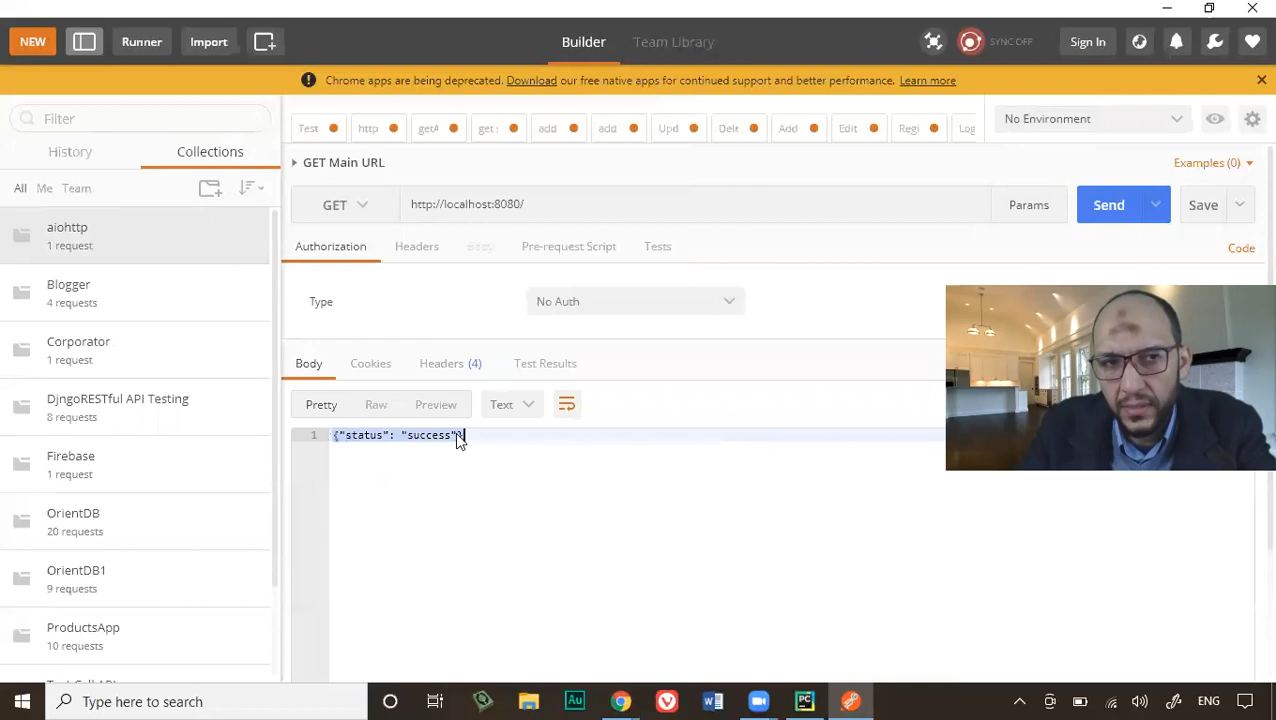 NEW
Runner
Import
Builder
Team Library
SYNC OFF
Sign In
Chrome apps are being deprecated. Download our free native apps for continued support and better performance. Learn more
Filter
History
Collections
All Me Team
aiohttp
1 request
Blogger
4 requests
Corporator
1 request
DjngoRESTful API Testing
8 requests
Firebase
1 request
OrientDB
20 requests
OrientDB1
9 requests
ProductsApp
10 requests
Test
http
get
add
add
Upd
Add
Edit
Regi
No Environment
GET Main URL
Examples (0)
GET
http://localhost:8080/
Params
Send
Save
Authorization
Headers
Body
Pre-request Script
Tests
Code
Type
No Auth
Body
Cookies
Headers (4)
Test Results
Pretty
Raw
Preview
Text
1 {"status": "success"}
Type here to search
Au
PC
ENG